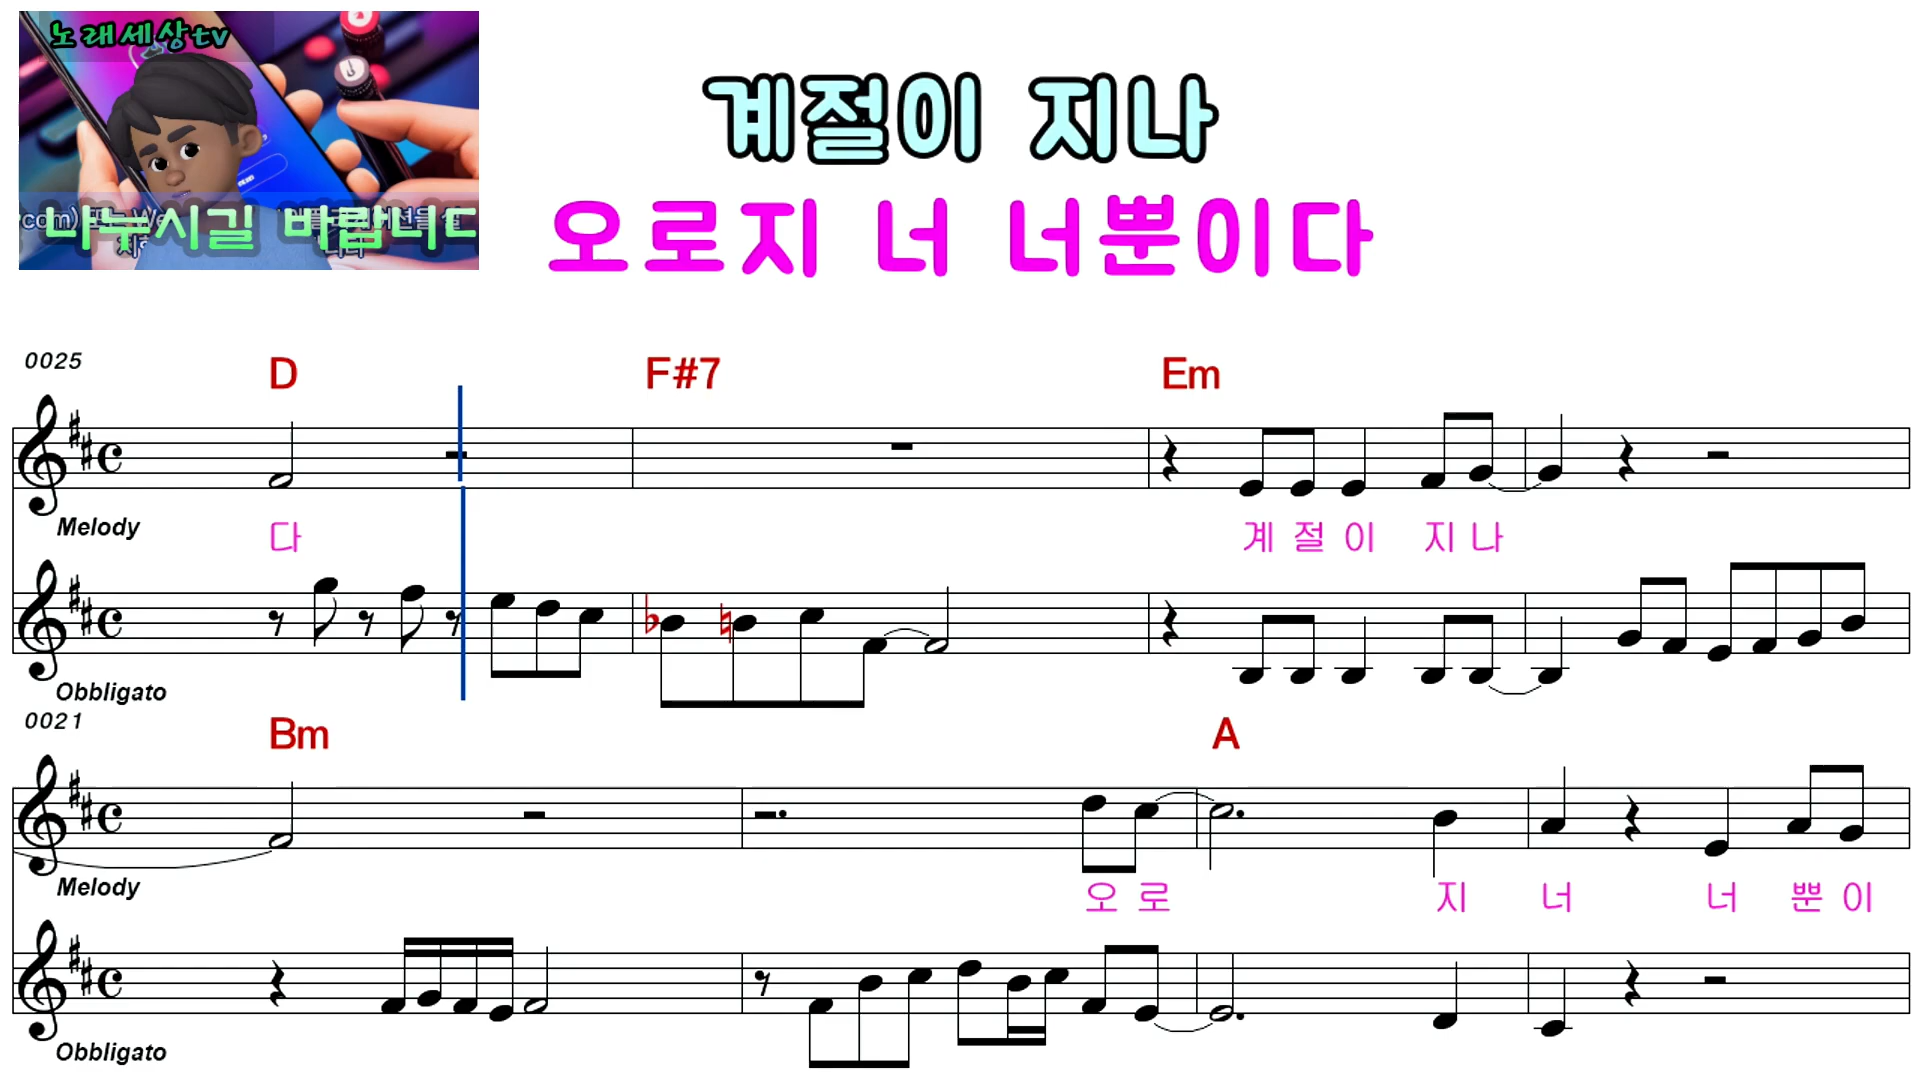 노래세상tv
나누시길 바랍니다
계절이 지나
오로지 너 너뿐이다
0025
D F#7 Em
Melody
다 계 절 이 지 나
Obbligato
0021
Bm A
Melody
오 로 지 너 너 뿐 이
Obbligato